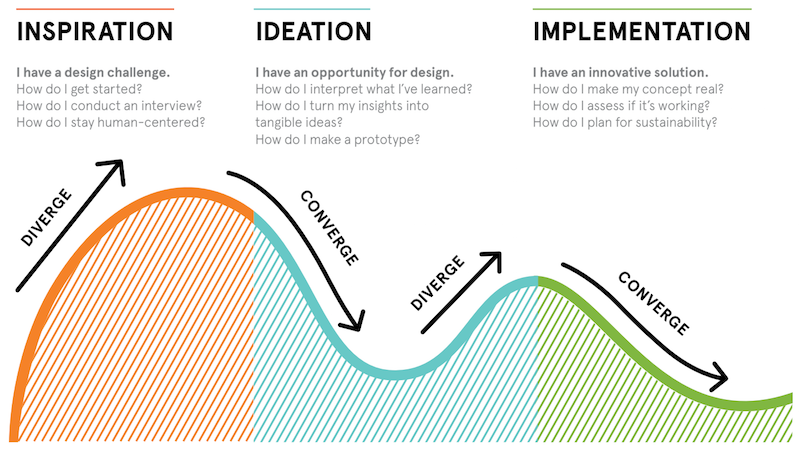 INSPIRATION
I have a design challenge.
How do I get started?
How do I conduct an interview?
How do I stay human-centered?
IDEATION
I have an opportunity for design.
How do I interpret what I've learned?
How do I turn my insights into
tangible ideas?
How do I make a prototype?
IMPLEMENTATION
I have an innovative solution.
How do I make my concept real?
How do I assess if it's working?
How do I plan for sustainability?
DIVERGE
CONVERGE
DIVERGE
CONVERGE